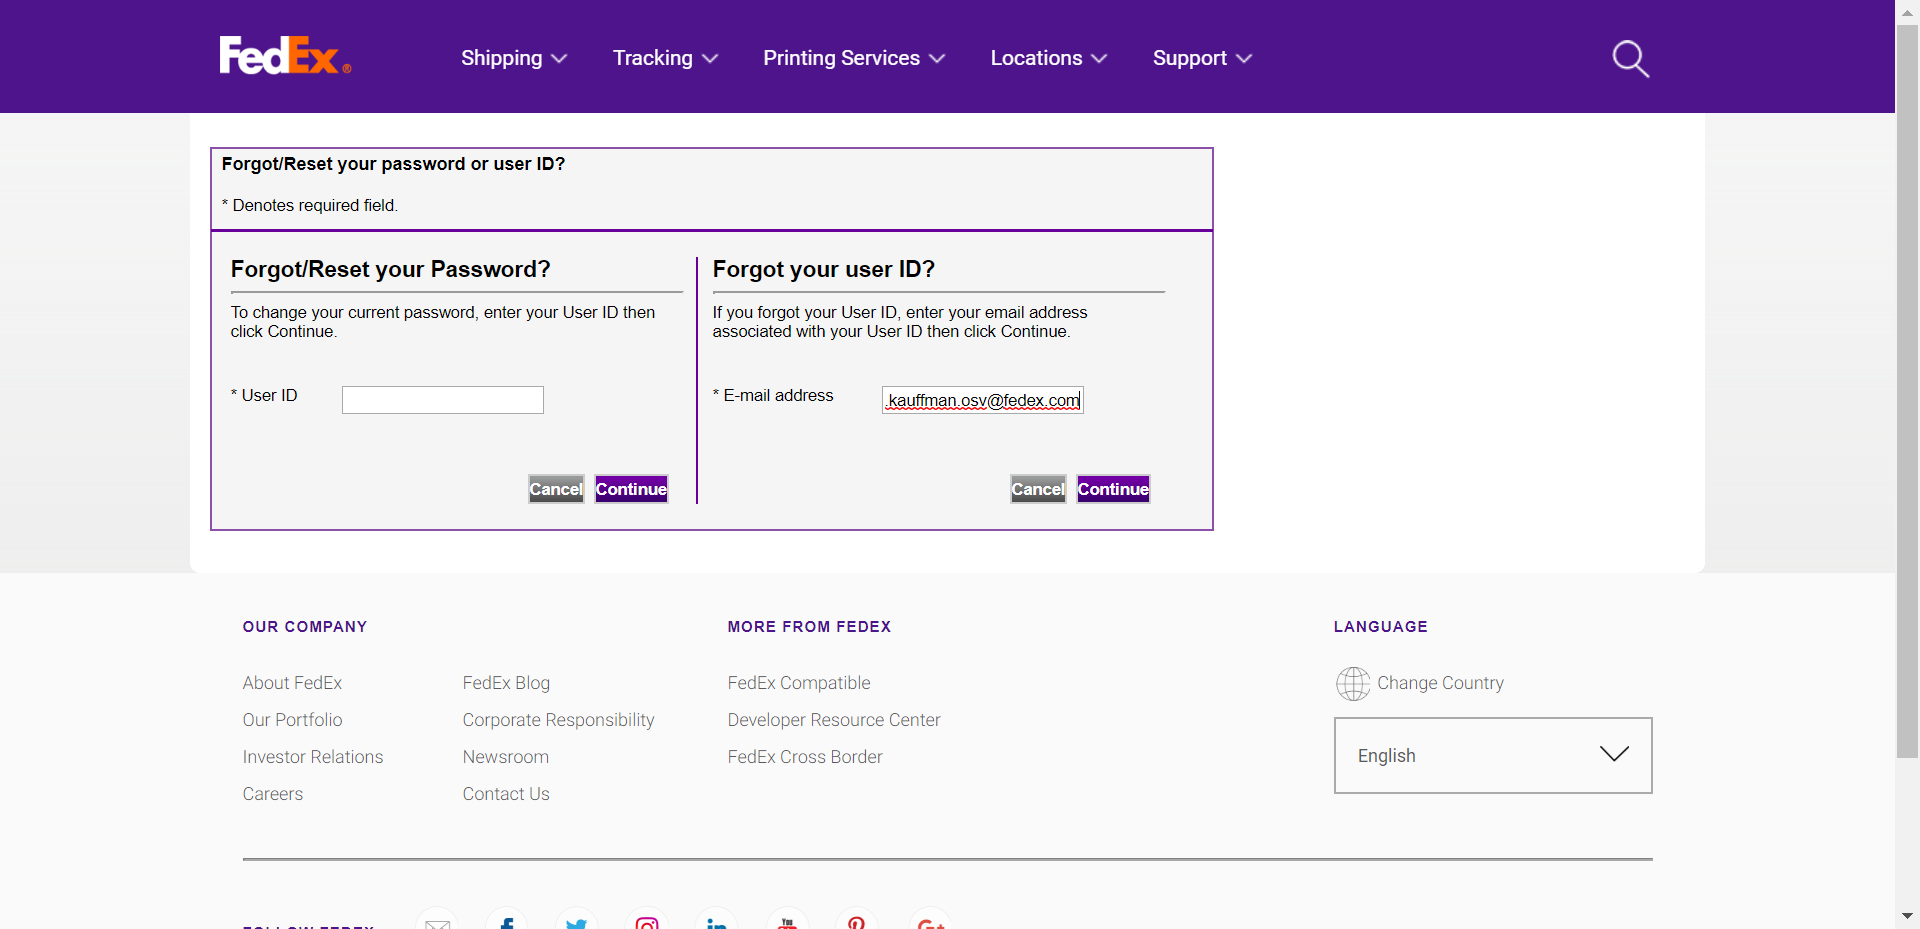 FedEx®
Shipping Tracking Printing Services Locations Support
Forgot/Reset your password or user ID?
* Denotes required field.
Forgot/Reset your Password?
To change your current password, enter your User ID then
click Continue.
* User ID
Cancel Continue
Forgot your user ID?
If you forgot your User ID, enter your email address
associated with your User ID then click Continue.
* E-mail address .kauffman.osv@fedex.com
Cancel Continue
OUR COMPANY
About FedEx
Our Portfolio
Investor Relations
Careers
FedEx Blog
Corporate Responsibility
Newsroom
Contact Us
MORE FROM FEDEX
FedEx Compatible
Developer Resource Center
FedEx Cross Border
LANGUAGE
Change Country
English
FOLLOW FEDEX